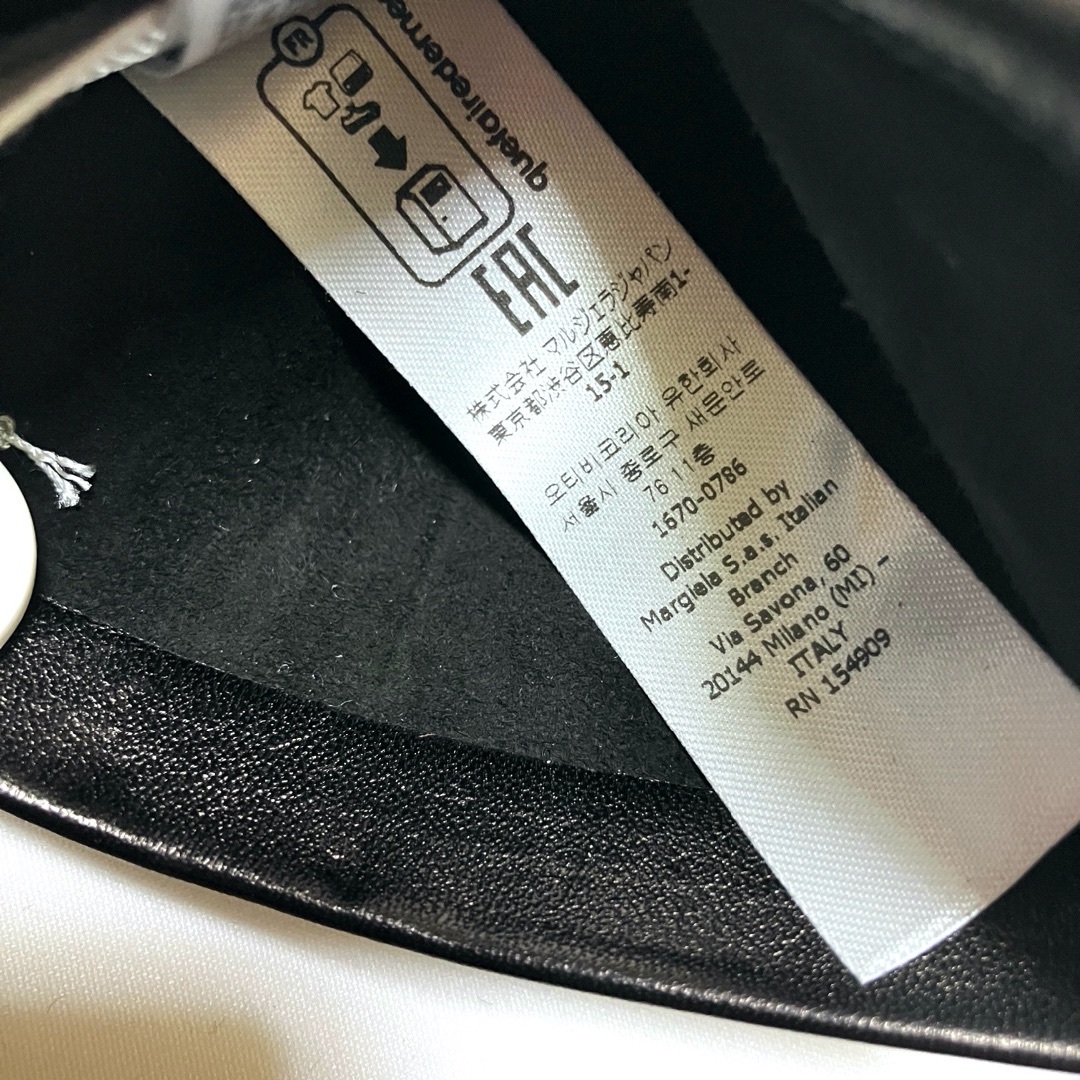 FR
quefairedeme
EAC
株式会社 マルジェラジャパン
東京都渋谷区恵比寿南1-
15-1
오티비코리아 유한회사
서울시 종로구 새문안로
76 11층
1670-0786
Distributed by
Margiela S.a.s. Italian
Branch
Via Savona, 60
20144 Milano (MI) –
ITALY
RN 154909